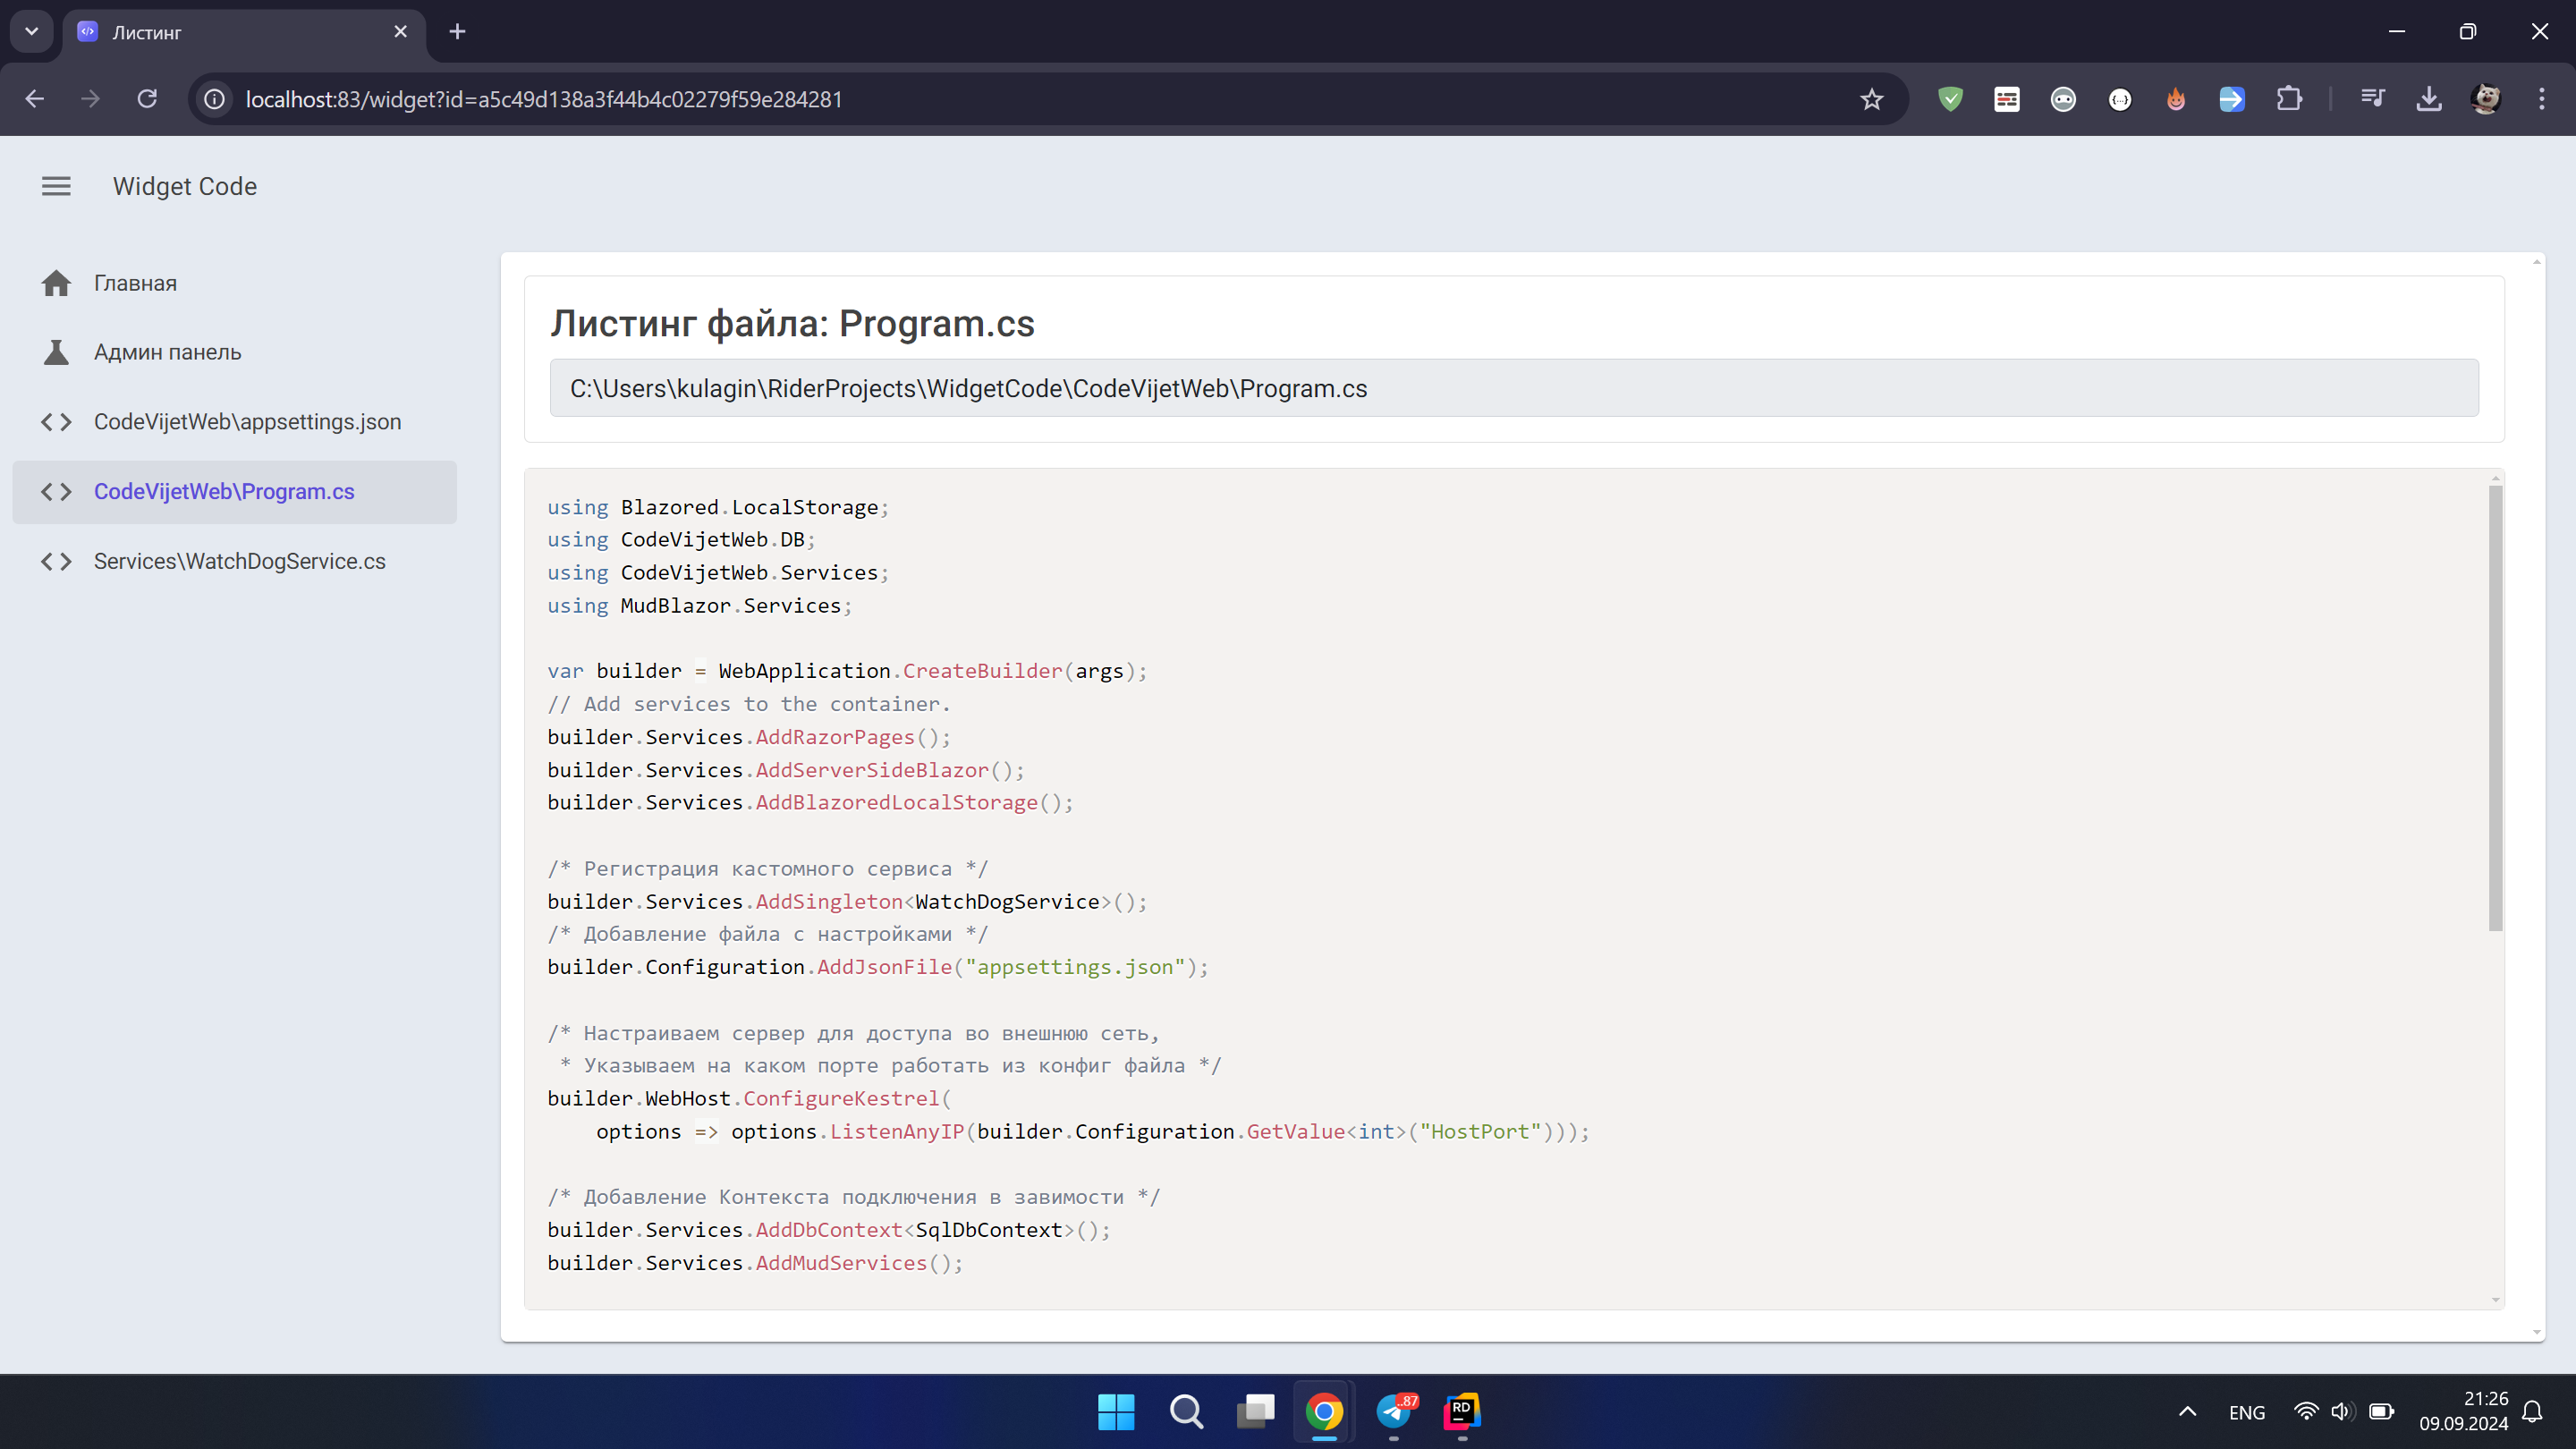 Листинг
localhost:83/widget?id=a5c49d138a3f44b4c02279f59e284281
Widget Code
Главная
Админ панель
CodeVijetWeb\appsettings.json
CodeVijetWeb\Program.cs
Services\WatchDogService.cs
Листинг файла: Program.cs
C:\Users\kulagin\RiderProjects\WidgetCode\CodeVijetWeb\Program.cs
using Blazored.LocalStorage;
using CodeVijetWeb.DB;
using CodeVijetWeb.Services;
using MudBlazor.Services;
var builder = WebApplication.CreateBuilder(args);
// Add services to the container.
builder.Services.AddRazorPages();
builder.Services.AddServerSideBlazor();
builder.Services.AddBlazoredLocalStorage();
/* Регистрация кастомного сервиса */
builder.Services.AddSingleton<WatchDogService>();
/* Добавление файла с настройками */
builder.Configuration.AddJsonFile("appsettings.json");
/* Настраиваем сервер для доступа во внешнюю сеть,
 * Указываем на каком порте работать из конфиг файла */
builder.WebHost.ConfigureKestrel(
    options => options.ListenAnyIP(builder.Configuration.GetValue<int>("HostPort")));
/* Добавление Контекста подключения в завимости */
builder.Services.AddDbContext<SqlDbContext>();
builder.Services.AddMudServices();
..87
RD
ENG
21:26
09.09.2024